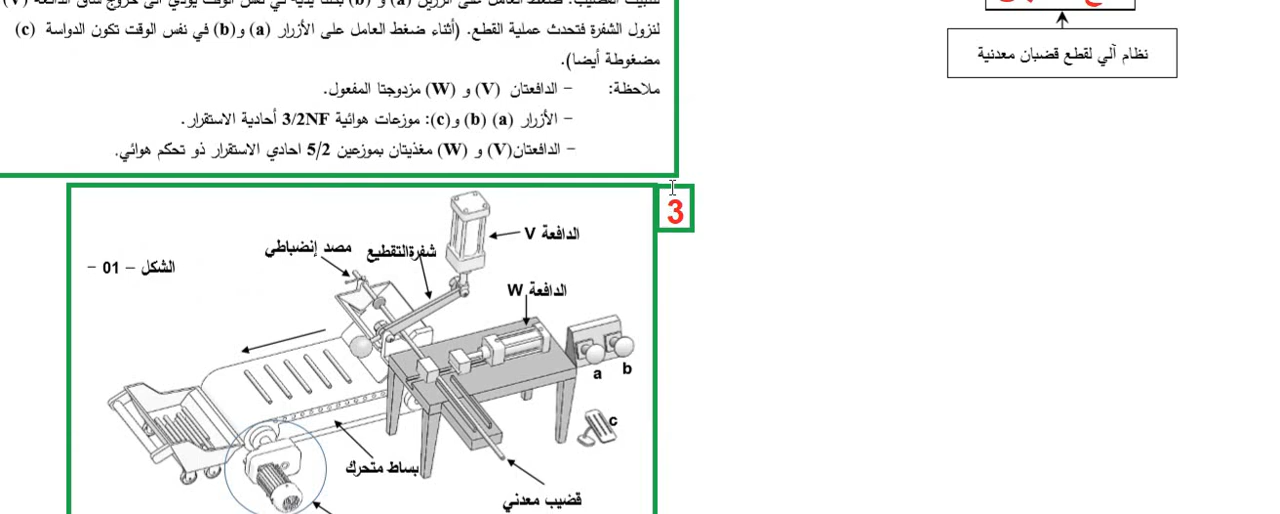 لنزول الشفرة فتحدث عملية القطع. (أثناء ضغط العامل على الأزرار (a) و(b) في نفس الوقت تكون الدواسة (c)
مضغوطة أيضا).
ملاحظة: – الدافعتان (V) و (W) مزدوجتا المفعول.
– الأزرار (a) (b) و(c): موزعات هوائية 3/2NF أحادية الاستقرار.
– الدافعتان(V) و (W) مغذيتان بموزعين 5/2 احادي الاستقرار ذو تحكم هوائي.
نظام آلي لقطع قضبان معدنية
3
الدافعة V
مصد إنضباطي
شفرةالتقطيع
الشكل – 01 –
الدافعة W
a
b
c
بساط متحرك
قضيب معدني